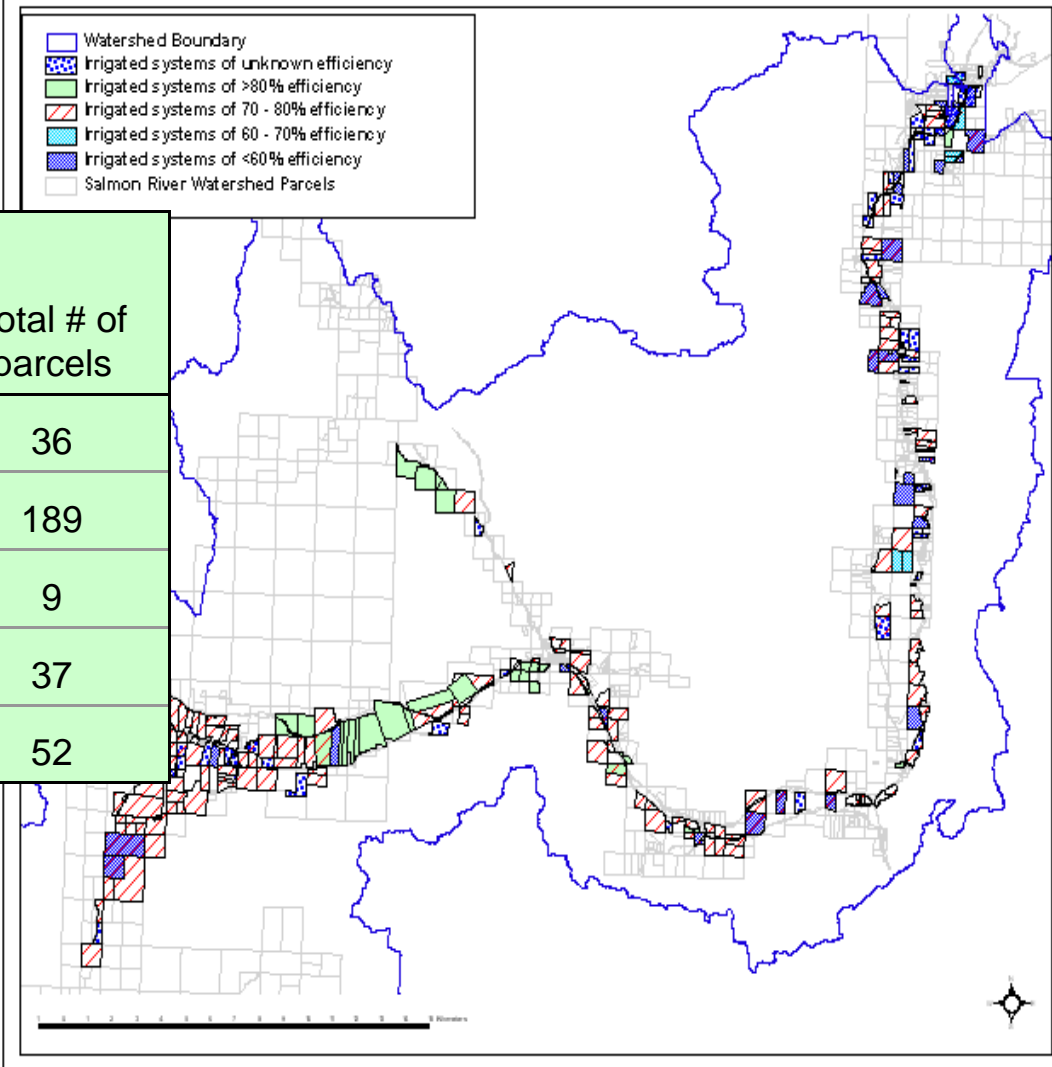 Watershed Boundary
Irrigated systems of unknown efficiency
Irrigated systems of >80% efficiency
Irrigated systems of 70 - 80% efficiency
Irrigated systems of 60 - 70% efficiency
Irrigated systems of <60% efficiency
Salmon River Watershed Parcels
otal # of
parcels
36
189
9
37
52